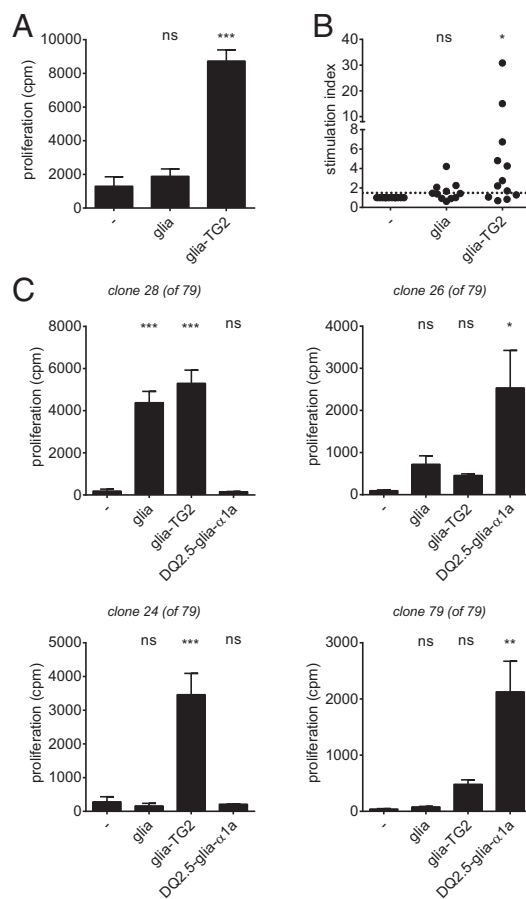 A
ns
***
10000
8000
6000
4000
2000
0
proliferation (cpm)
-
glia
glia-TG2
B
ns
*
40
30
20
10
8
6
4
2
0
stimulation index
-
glia
glia-TG2
C
clone 28 (of 79)
***
***
ns
8000
6000
4000
2000
0
proliferation (cpm)
-
glia
glia-TG2
DQ2.5-glia-α1a
clone 26 (of 79)
ns
ns
*
4000
3000
2000
1000
0
proliferation (cpm)
-
glia
glia-TG2
DQ2.5-glia-α1a
clone 24 (of 79)
ns
***
ns
5000
4000
3000
2000
1000
0
proliferation (cpm)
-
glia
glia-TG2
DQ2.5-glia-α1a
clone 79 (of 79)
ns
ns
**
3000
2000
1000
0
proliferation (cpm)
-
glia
glia-TG2
DQ2.5-glia-α1a